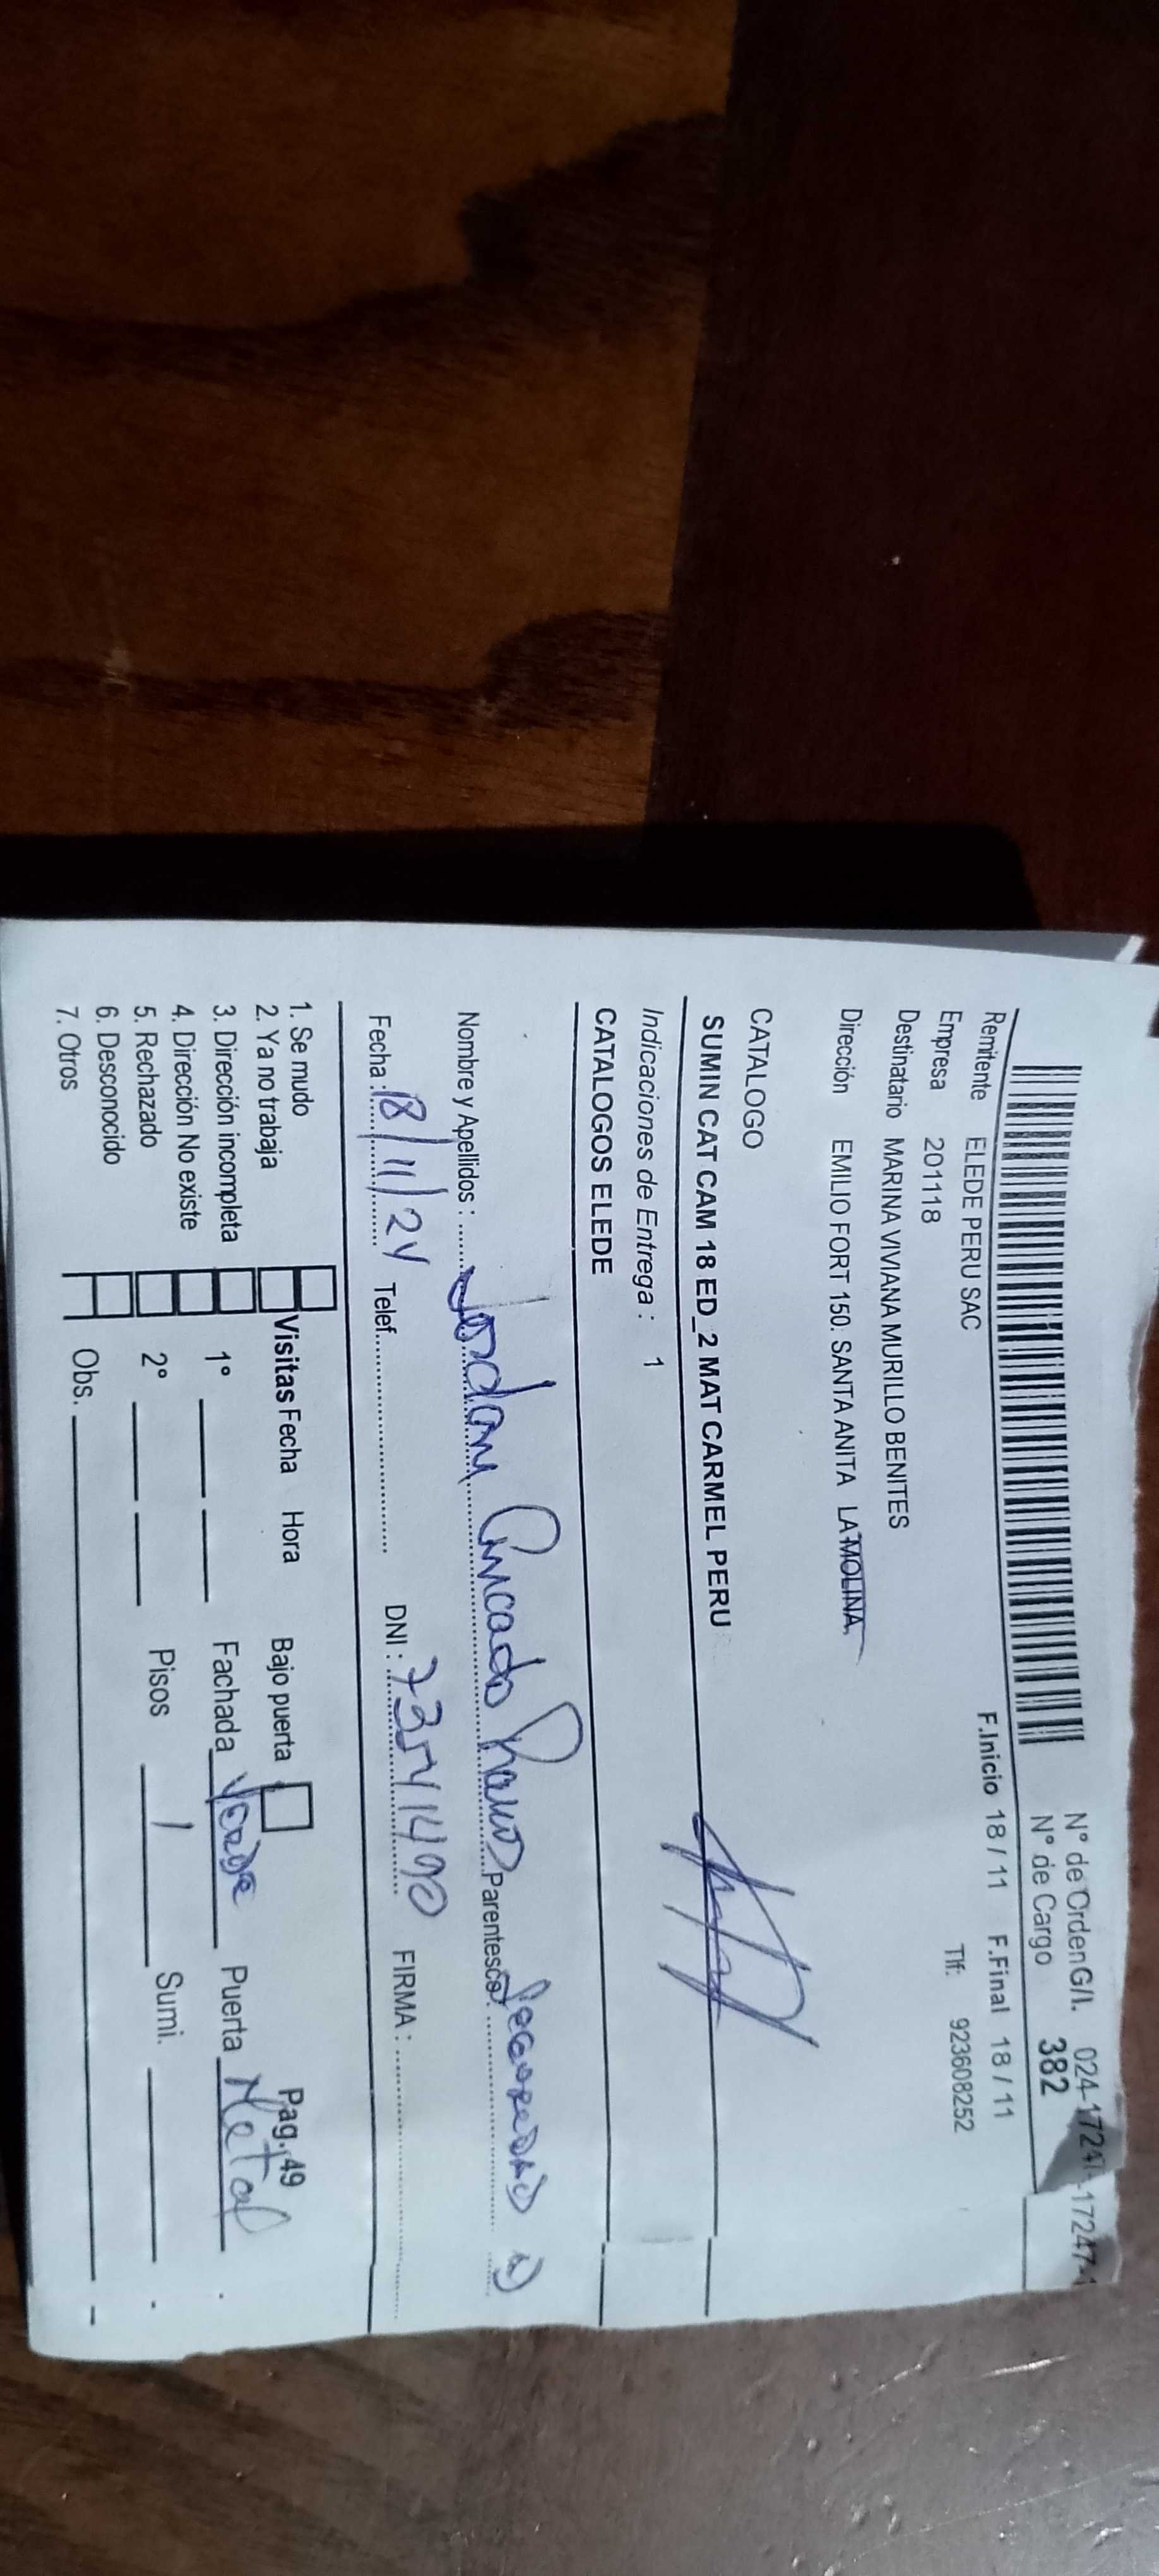 N° de Orden G/I. 024-17247-17247-1
N° de Cargo 382
Remitente ELEDE PERU SAC F.Inicio 18 / 11 F.Final 18 / 11
Empresa 201118 Tlf: 923608252
Destinatario MARINA VIVIANA MURILLO BENITES
Dirección EMILIO FORT 150: SANTA ANITA LA MOLINA
CATALOGO
SUMIN CAT CAM 18 ED_2 MAT CARMEL PERU
Indicaciones de Entrega : 1
CATALOGOS ELEDE
Nombre y Apellidos : Jordan Parentesco:
Fecha : 18/11/24 Telef. DNI : FIRMA :
1. Se mudo
2. Ya no trabaja Visitas Fecha Hora Bajo puerta Pag. 49
3. Dirección incompleta 1° Fachada Verde Puerta Metal
4. Dirección No existe
5. Rechazado 2° Pisos 1 Sumi.
6. Desconocido
7. Otros Obs.